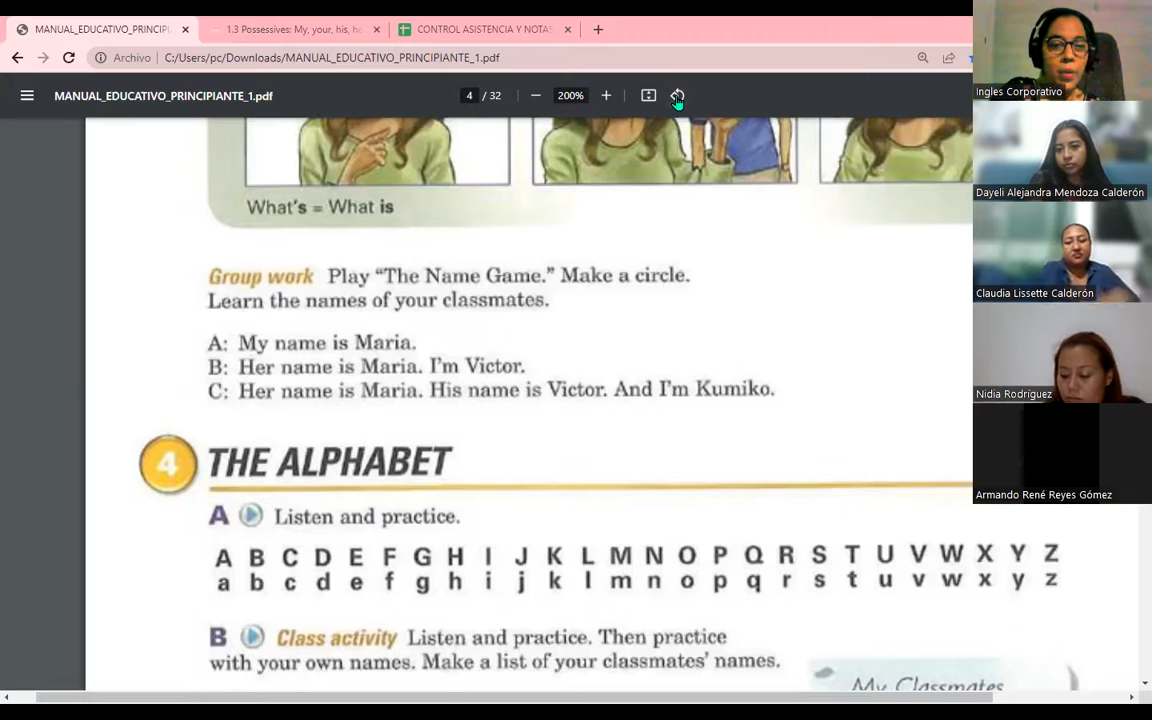 MANUAL_EDUCATIVO_PRINCIPI
1.3 Possessives: My, your, his, he
CONTROL ASISTENCIA Y NOTAS
Archivo C:/Users/pc/Downloads/MANUAL_EDUCATIVO_PRINCIPIANTE_1.pdf
MANUAL_EDUCATIVO_PRINCIPIANTE_1.pdf
4 / 32
200%
What's = What is
Group work Play “The Name Game.” Make a circle.
Learn the names of your classmates.
A: My name is Maria.
B: Her name is Maria. I'm Victor.
C: Her name is Maria. His name is Victor. And I'm Kumiko.
4 THE ALPHABET
A Listen and practice.
A B C D E F G H I J K L M N O P Q R S T U V W X Y Z
a b c d e f g h i j k l m n o p q r s t u v w x y z
B Class activity Listen and practice. Then practice
with your own names. Make a list of your classmates' names.
My Classmates
Ingles Corporativo
Dayeli Alejandra Mendoza Calderón
Claudia Lissette Calderón
Nidia Rodríguez
Armando René Reyes Gómez